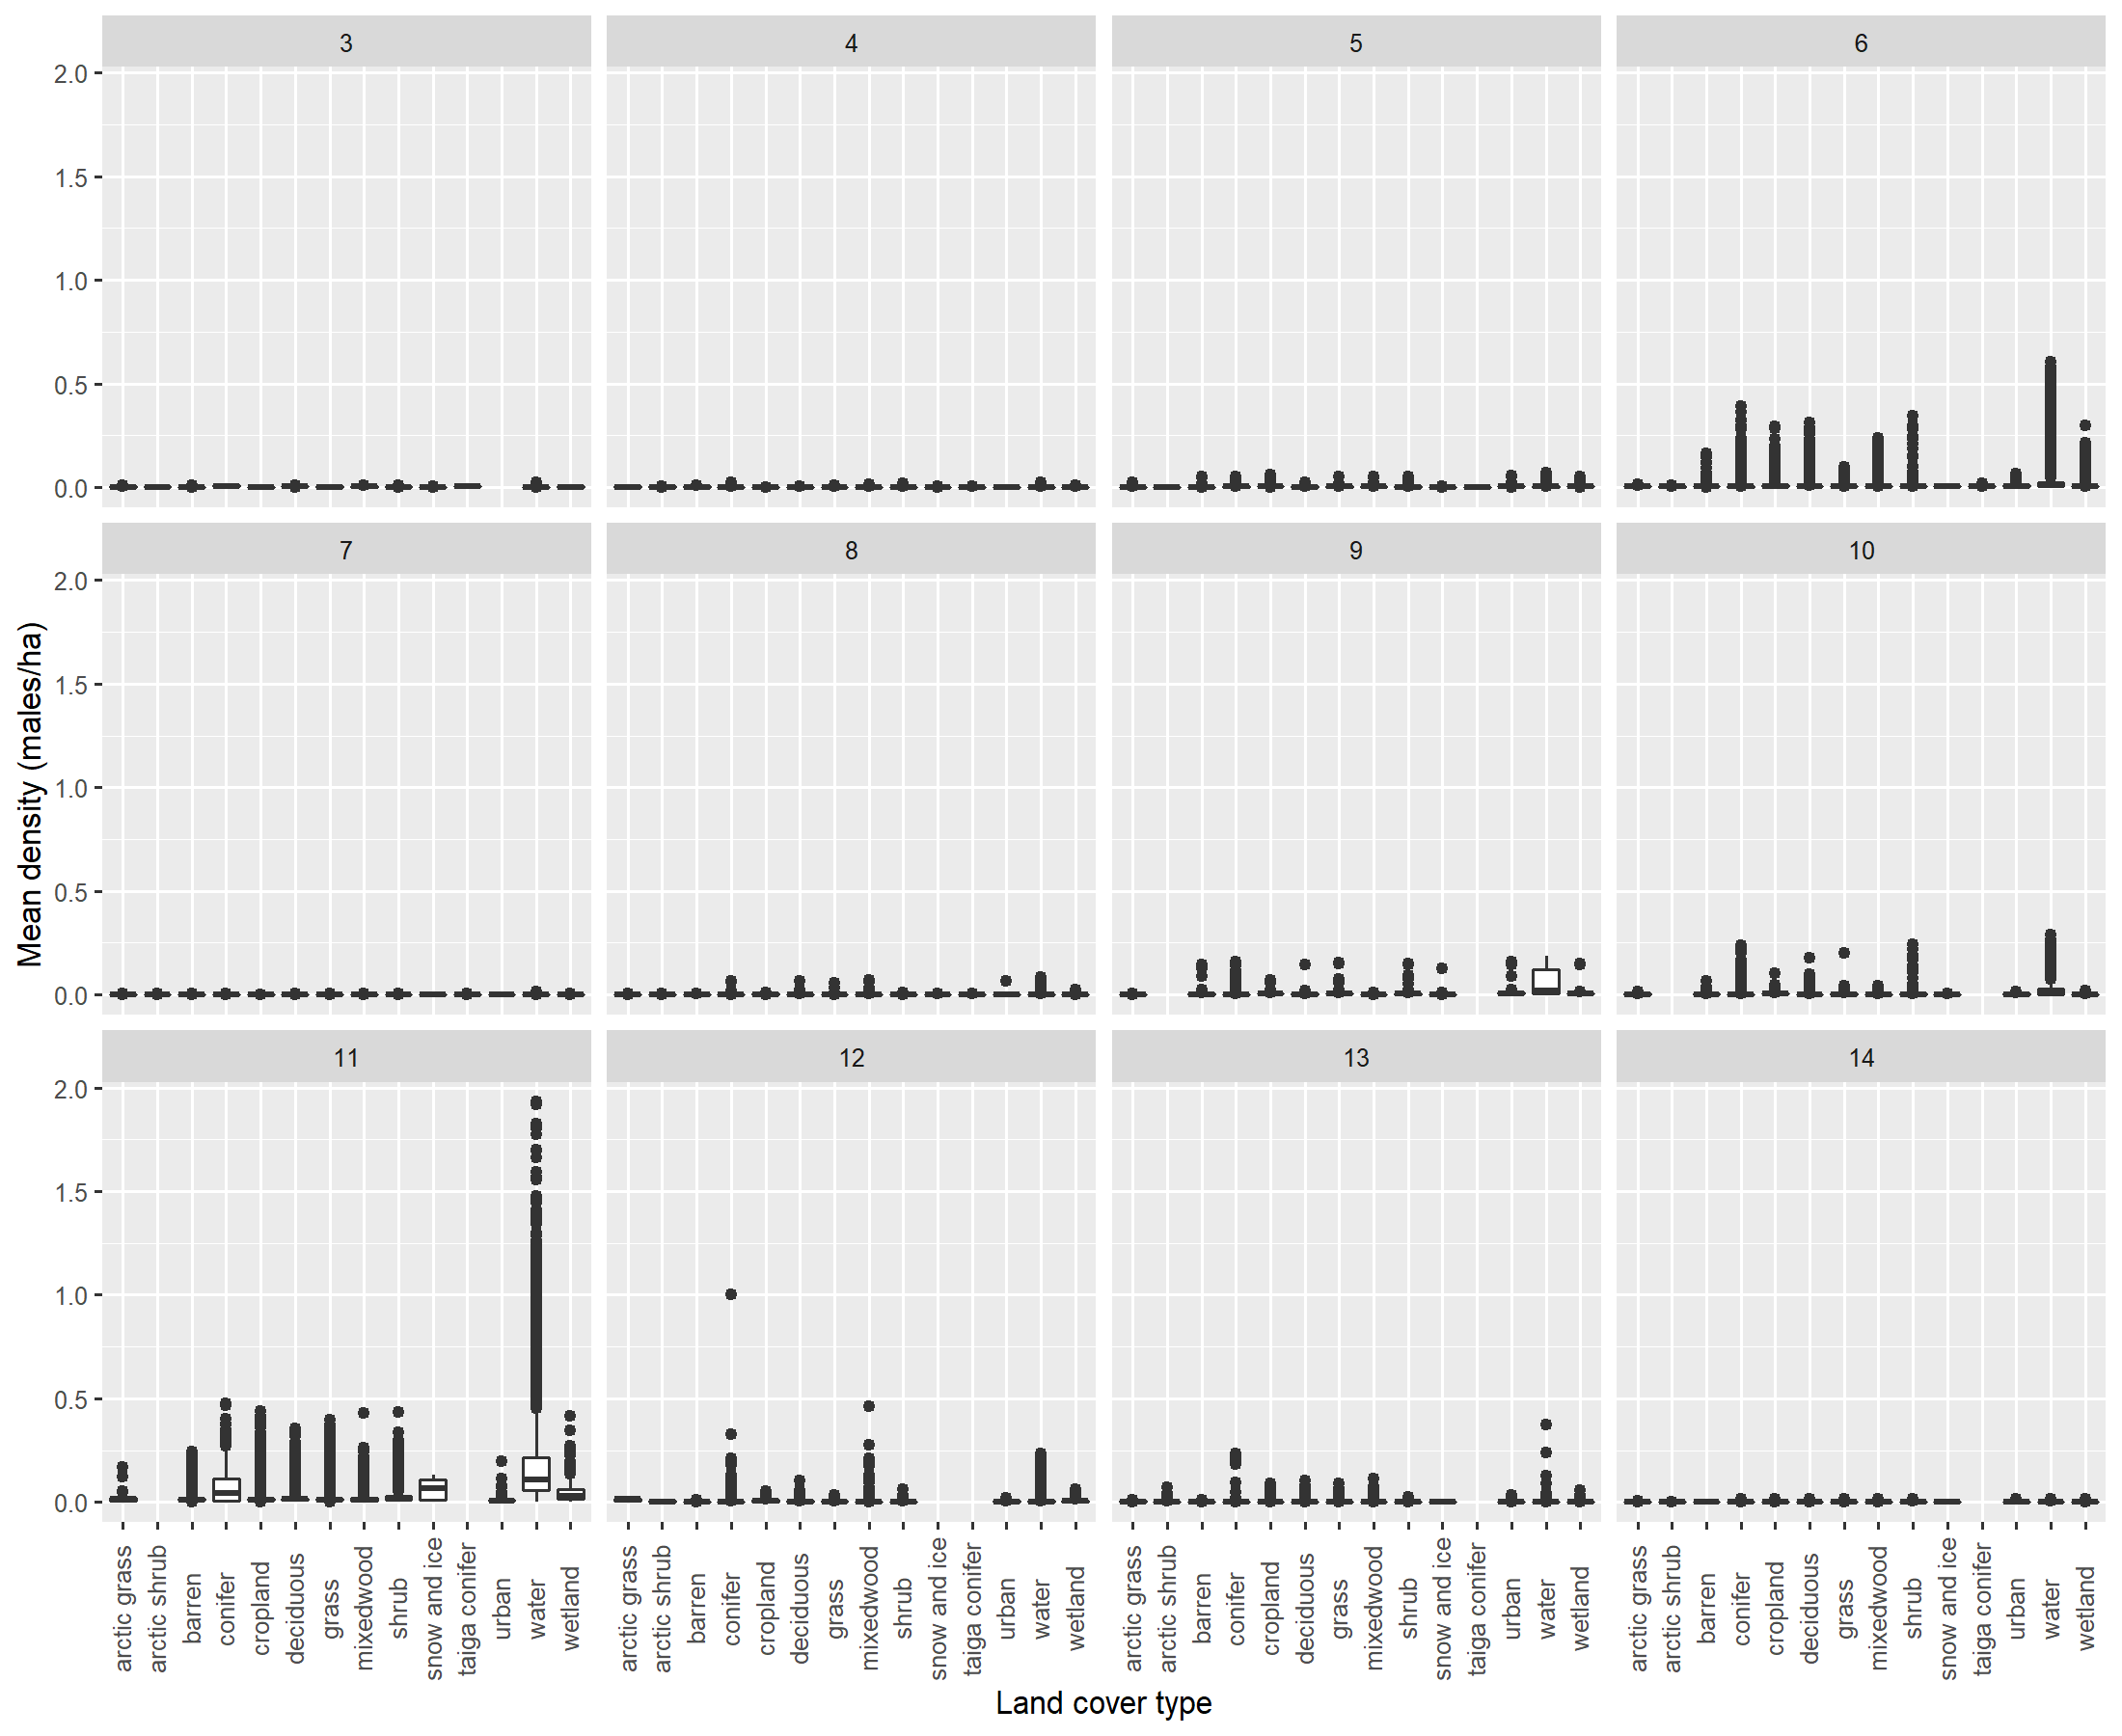 3 4 5 6
2.0
1.5
1.0
0.5
0.0
7 8 9 10
2.0
1.5
1.0
0.5
0.0
Mean density (males/ha)
11 12 13 14
2.0
1.5
1.0
0.5
0.0
arctic grass arctic shrub barren conifer cropland deciduous grass mixedwood shrub snow and ice taiga conifer urban water wetland
arctic grass arctic shrub barren conifer cropland deciduous grass mixedwood shrub snow and ice taiga conifer urban water wetland
arctic grass arctic shrub barren conifer cropland deciduous grass mixedwood shrub snow and ice taiga conifer urban water wetland
arctic grass arctic shrub barren conifer cropland deciduous grass mixedwood shrub snow and ice taiga conifer urban water wetland
Land cover type